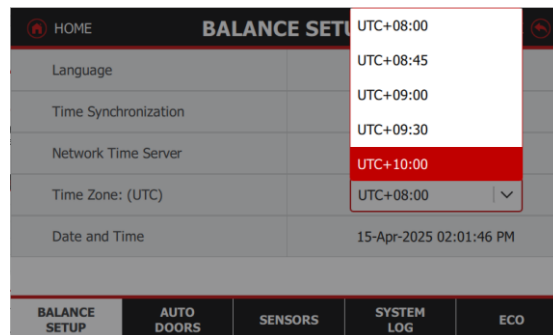 HOME
BALANCE SETU
UTC+08:00
UTC+08:45
UTC+09:00
UTC+09:30
UTC+10:00
Language
Time Synchronization
Network Time Server
Time Zone: (UTC)
UTC+08:00
Date and Time
15-Apr-2025 02:01:46 PM
BALANCE SETUP
AUTO DOORS
SENSORS
SYSTEM LOG
ECO